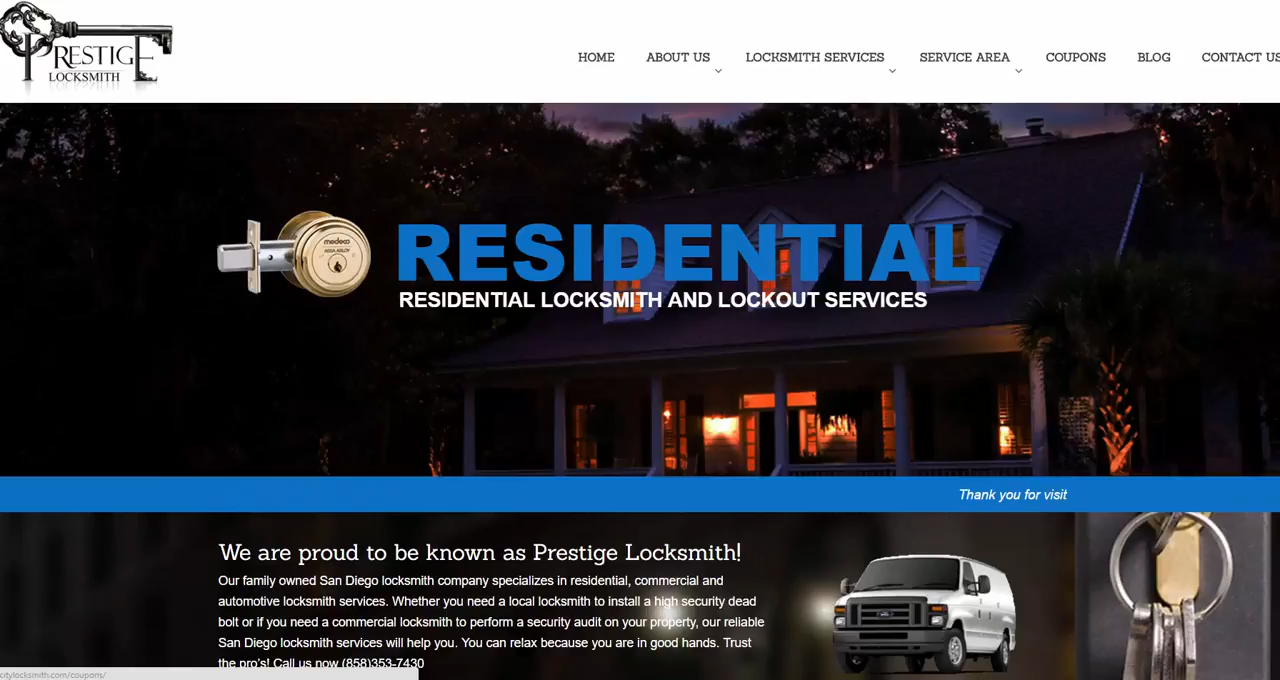 PRESTIGE
LOCKSMITH
HOME ABOUT US LOCKSMITH SERVICES SERVICE AREA COUPONS BLOG CONTACT US
medeco
ASSA ABLOY
RESIDENTIAL
RESIDENTIAL LOCKSMITH AND LOCKOUT SERVICES
Thank you for visit
We are proud to be known as Prestige Locksmith!
Our family owned San Diego locksmith company specializes in residential, commercial and
automotive locksmith services. Whether you need a local locksmith to install a high security dead
bolt or if you need a commercial locksmith to perform a security audit on your property, our reliable
San Diego locksmith services will help you. You can relax because you are in good hands. Trust
the pro's! Call us now (858)353-7430
citylocksmith.com/coupons/